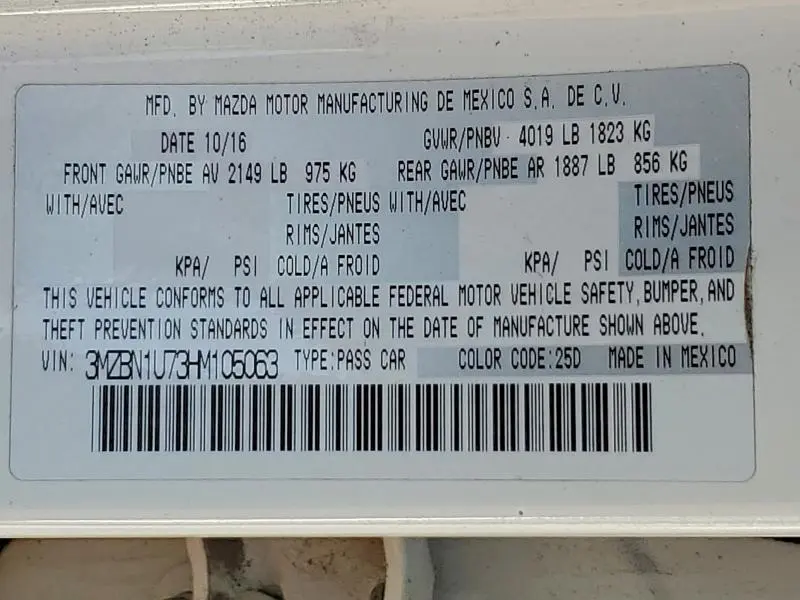 MFD. BY MAZDA MOTOR MANUFACTURING DE MEXICO S.A. DE C.V.
DATE 10/16 GVWR/PNBV 4019 LB 1823 KG
FRONT GAWR/PNBE AV 2149 LB 975 KG REAR GAWR/PNBE AR 1887 LB 856 KG
WITH/AVEC TIRES/PNEUS WITH/AVEC TIRES/PNEUS
RIMS/JANTES RIMS/JANTES
KPA/ PSI COLD/A FROID KPA/ PSI COLD/A FROID
THIS VEHICLE CONFORMS TO ALL APPLICABLE FEDERAL MOTOR VEHICLE SAFETY, BUMPER, AND
THEFT PREVENTION STANDARDS IN EFFECT ON THE DATE OF MANUFACTURE SHOWN ABOVE.
VIN: 3MZBN1U73HM105063 TYPE:PASS CAR COLOR CODE:25D MADE IN MEXICO